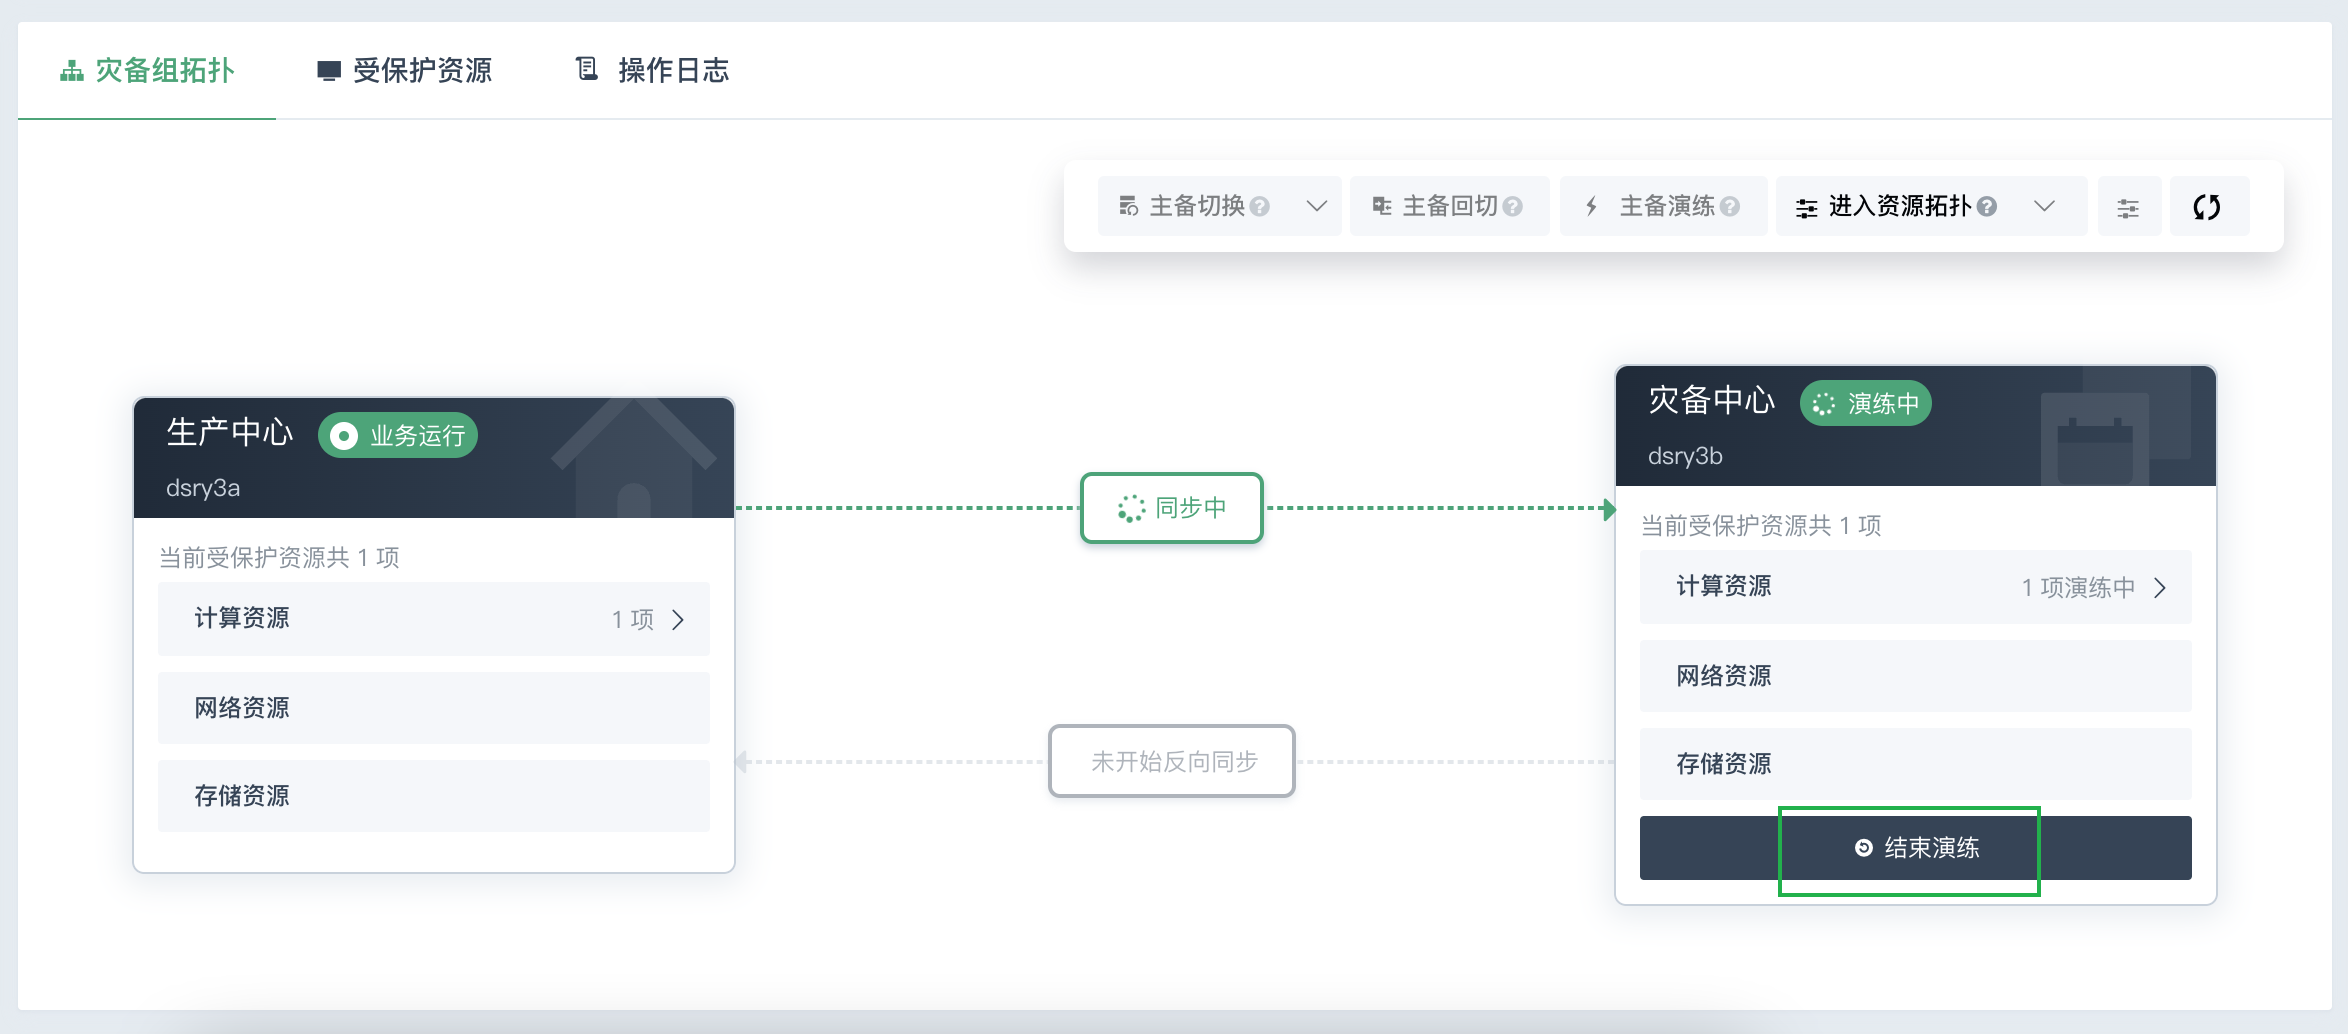 灾备组拓扑 受保护资源 操作日志
主备切换 主备回切 主备演练 进入资源拓扑
生产中心 业务运行
dsry3a
当前受保护资源共 1 项
计算资源 1 项
网络资源
存储资源
同步中
未开始反向同步
灾备中心 演练中
dsry3b
当前受保护资源共 1 项
计算资源 1 项演练中
网络资源
存储资源
结束演练